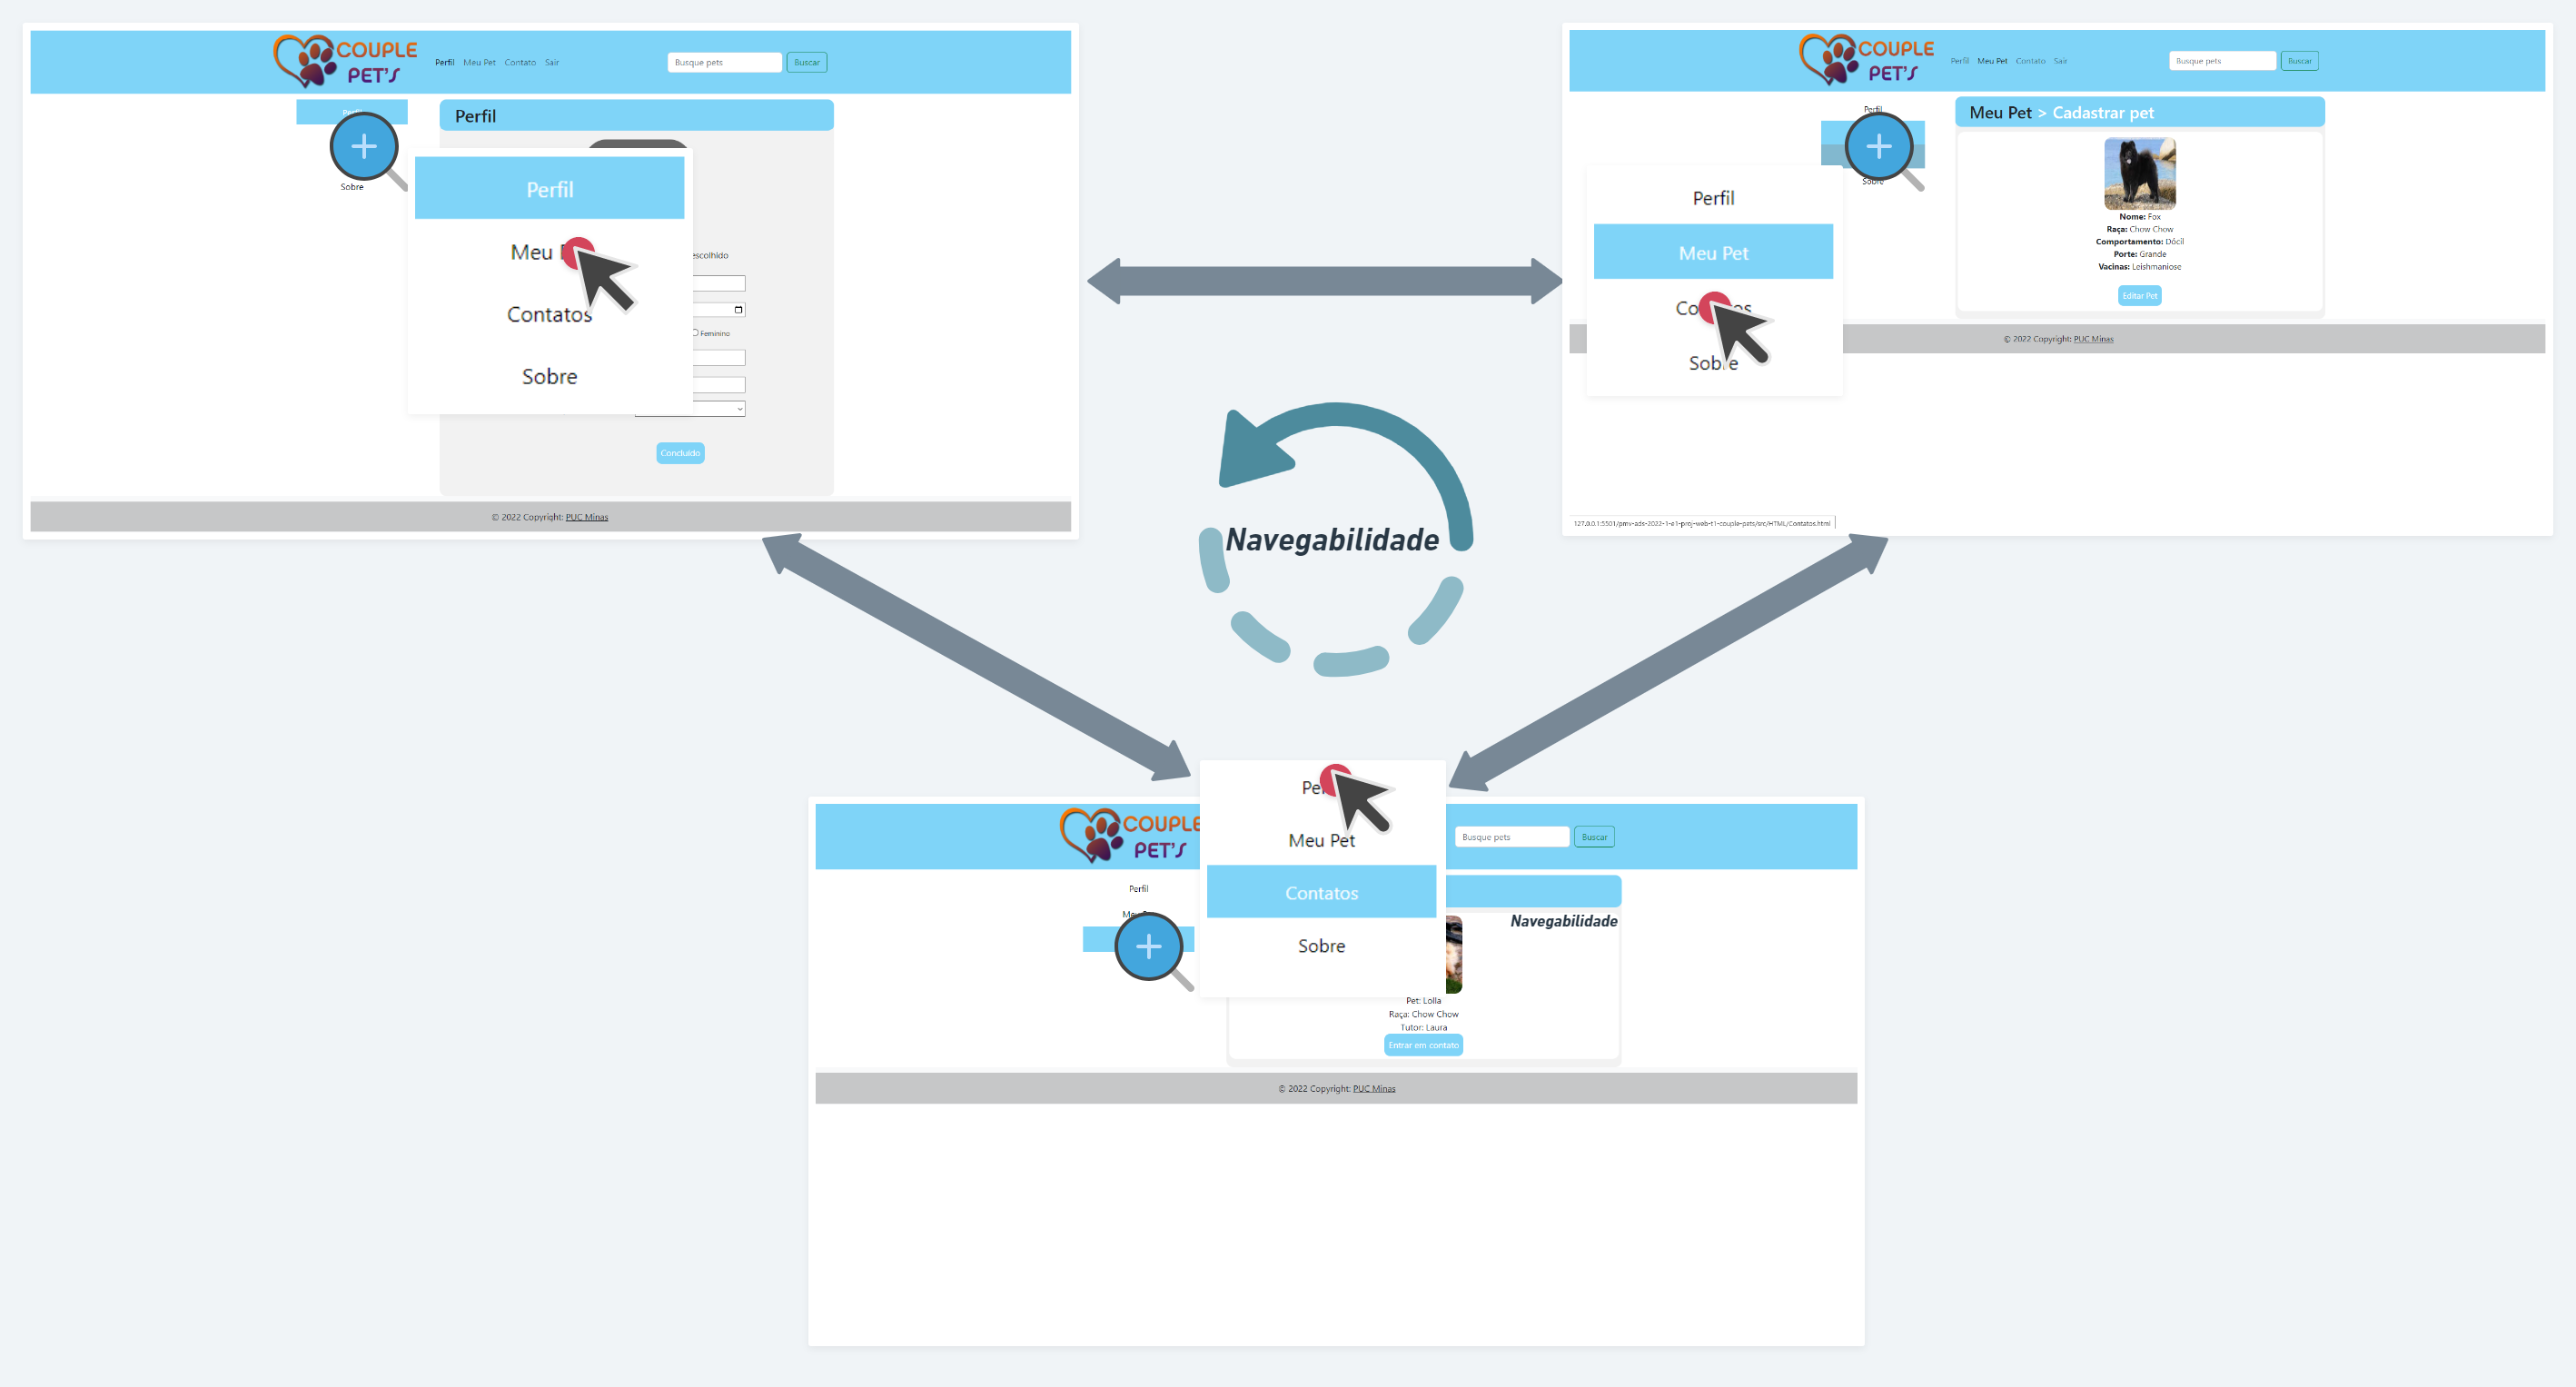 COUPLE
PET'S
Perfil Meu Pet Contato Sair
Busque pets
Buscar
Perfil
Sobre
Perfil
Meu
Contatos
Sobre
escolhido
Feminino
Concluído
© 2022 Copyright: PUC Minas
COUPLE
PET'S
Perfil Meu Pet Contato Sair
Busque pets
Buscar
Perfil
Sobre
Meu Pet > Cadastrar pet
Nome: Fox
Raça: Chow Chow
Comportamento: Dócil
Porte: Grande
Vacinas: Leishmaniose
Editar Pet
Perfil
Meu Pet
Sobre
© 2022 Copyright: PUC Minas
127.0.0.1:5501/pmv-ads-2022-1-e1-proj-web-t1-couple-pets/src/HTML/Contatos.html
Navegabilidade
COUPLE
PET'S
Busque pets
Buscar
Perfil
Meu Pet
Contatos
Sobre
Navegabilidade
Pet: Lolla
Raça: Chow Chow
Tutor: Laura
Entrar em contato
© 2022 Copyright: PUC Minas